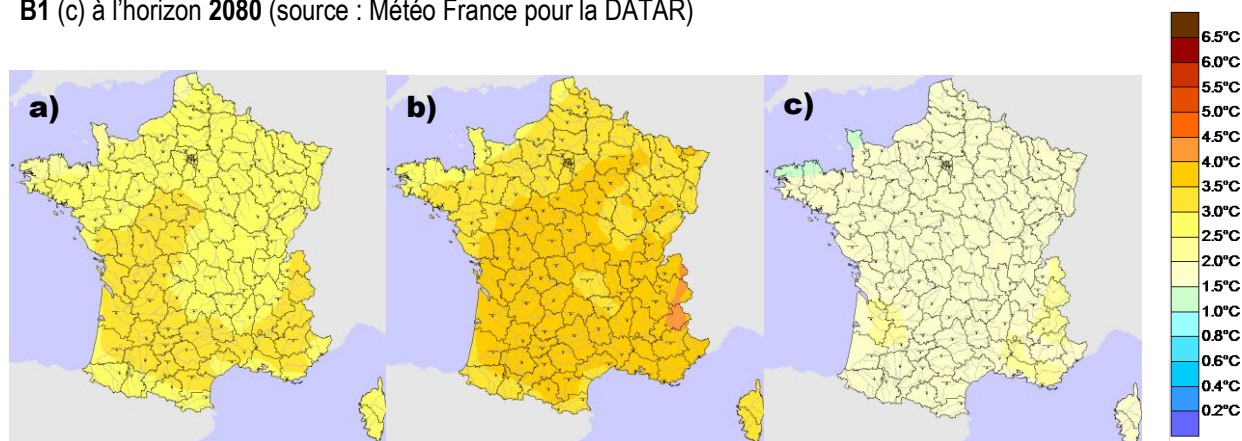 B1 (c) à l'horizon 2080 (source : Météo France pour la DATAR)
a)
b)
c)
6.5°C
6.0°C
5.5°C
5.0°C
4.5°C
4.0°C
3.5°C
3.0°C
2.5°C
2.0°C
1.5°C
1.0°C
0.8°C
0.6°C
0.4°C
0.2°C